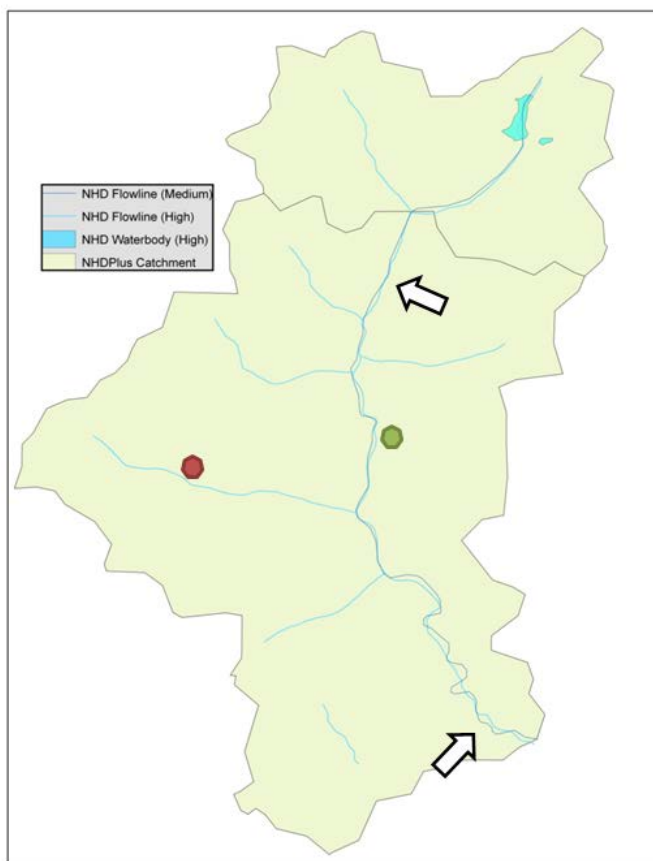 NHD Flowline (Medium)
NHD Flowline (High)
NHD Waterbody (High)
NHDPlus Catchment